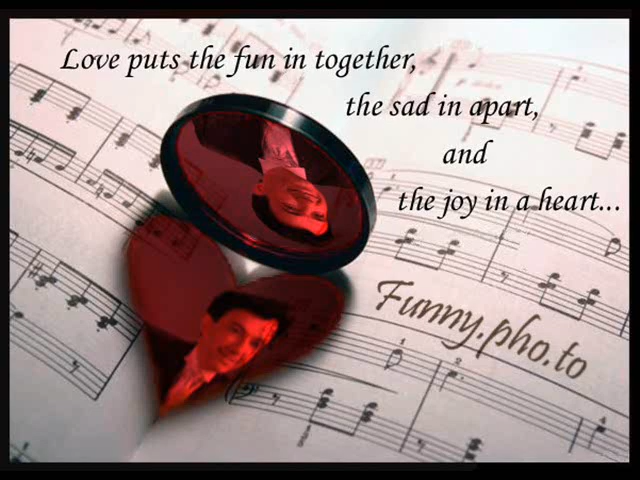 Love puts the fun in together,
the sad in apart,
and
the joy in a heart...
Funny.pho.to